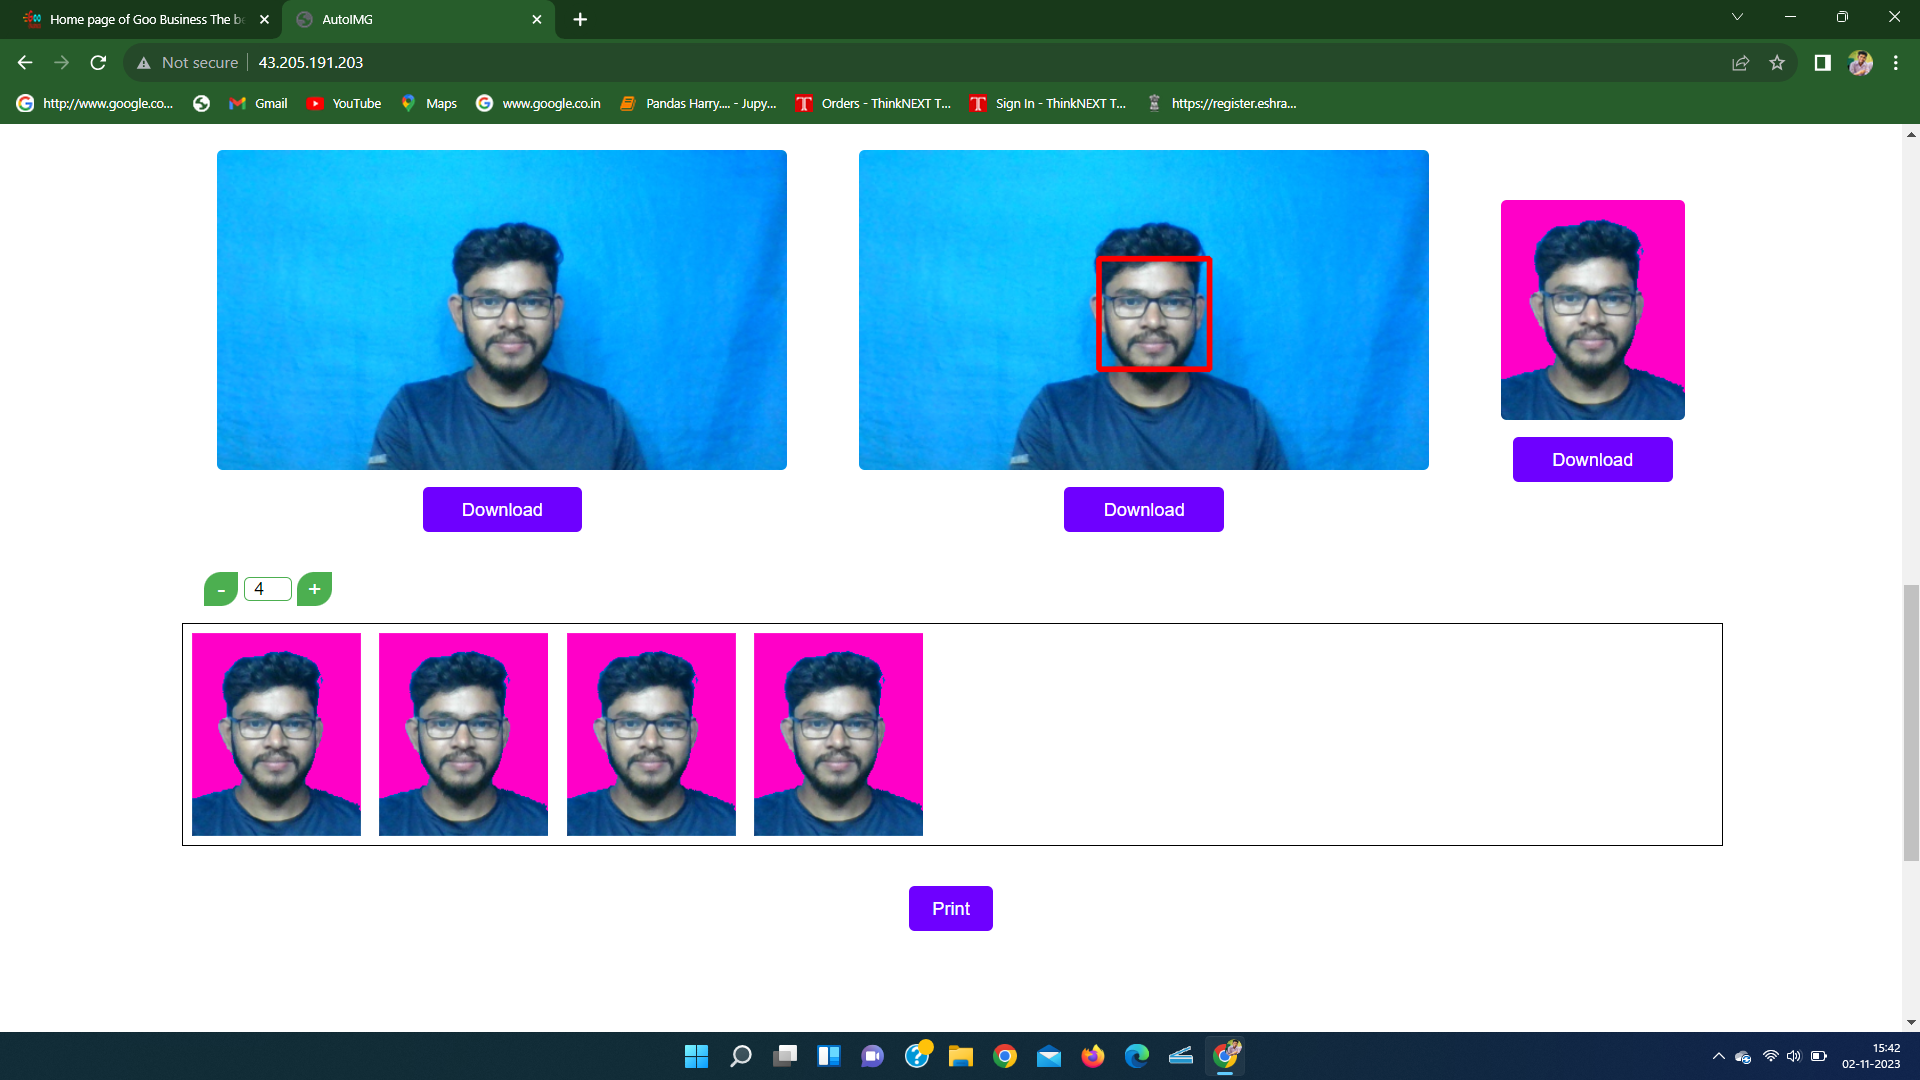 Home page of Goo Business The be
AutoIMG
Not secure
43.205.191.203
http://www.google.co...
Gmail
YouTube
Maps
www.google.co.in
Pandas Harry.... - Jupy...
Orders - ThinkNEXT T...
Sign In - ThinkNEXT T...
https://register.eshra...
Download
Download
Download
- 4 +
Print
15:42
02-11-2023